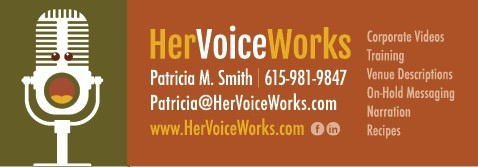 HerVoiceWorks
Patricia M. Smith | 615-981-9847
Patricia@HerVoiceWorks.com
www.HerVoiceWorks.com f in
Corporate Videos
Training
Venue Descriptions
On-Hold Messaging
Narration
Recipes